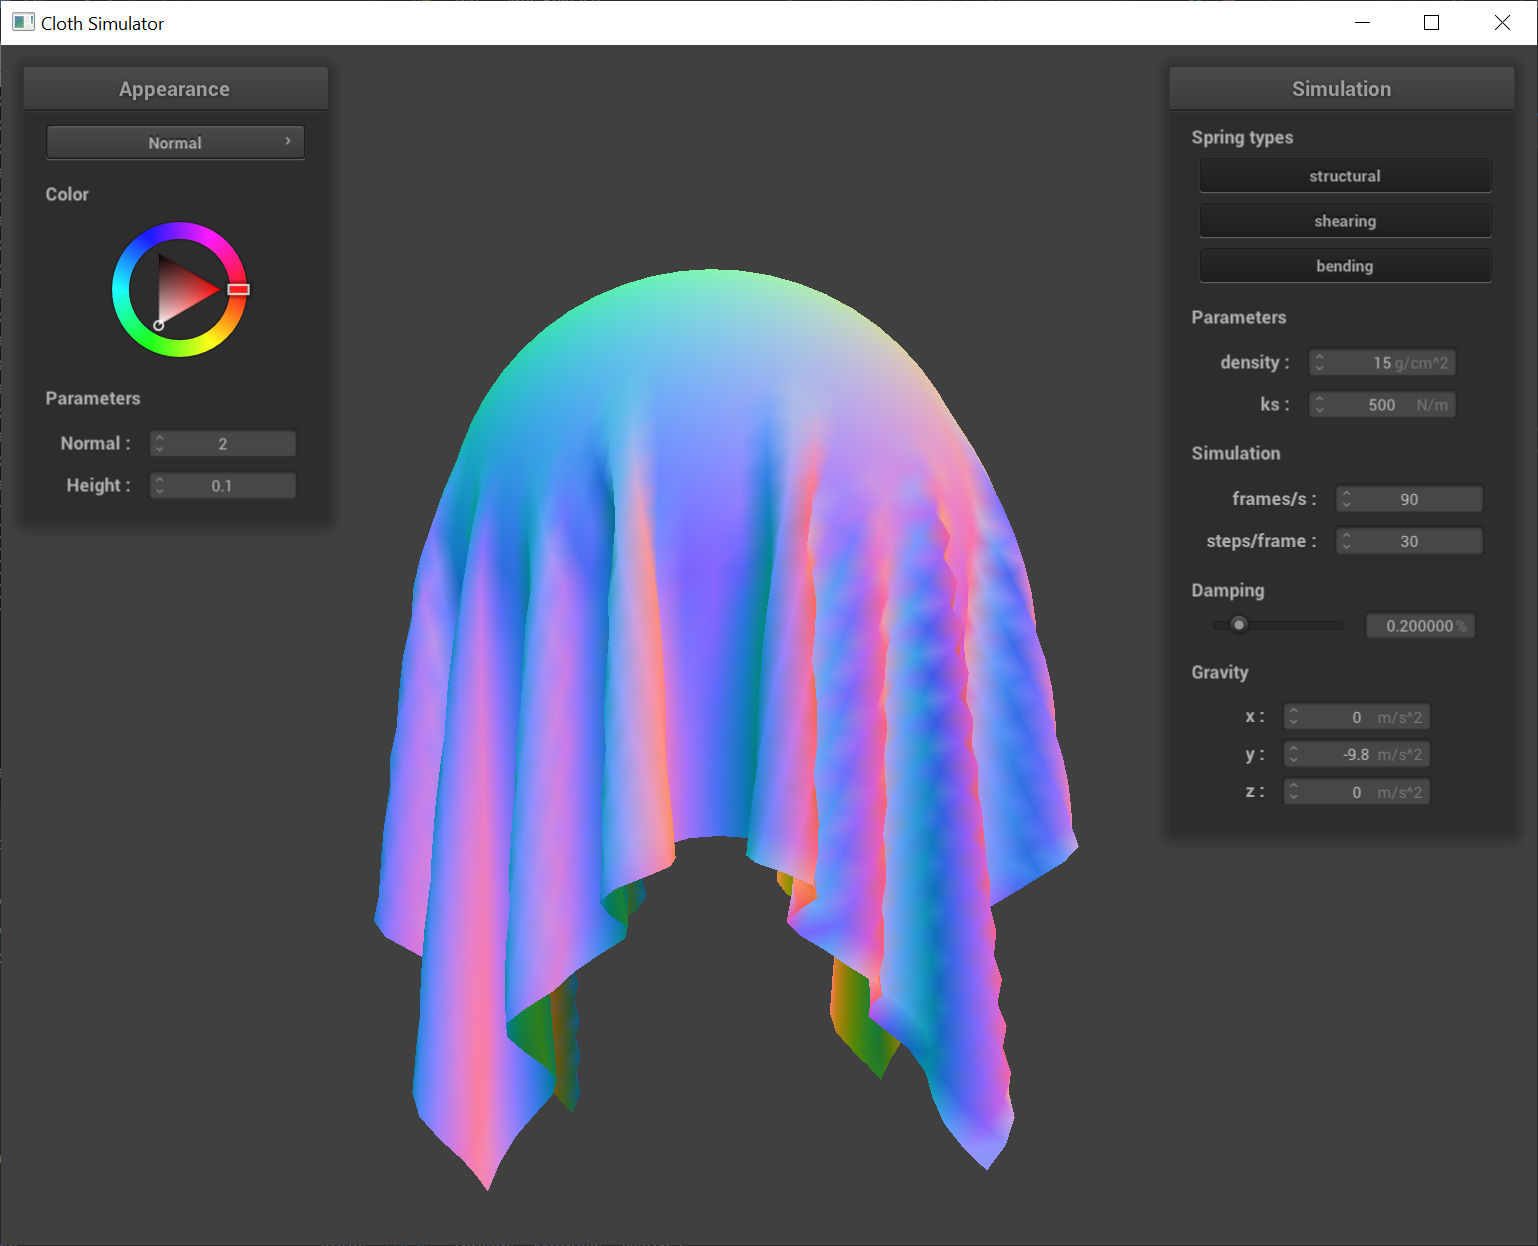 Cloth Simulator
Appearance
Normal
Color
Parameters
Normal : 2
Height : 0.1
Simulation
Spring types
structural
shearing
bending
Parameters
density : 15 g/cm^2
ks : 500 N/m
Simulation
frames/s : 90
steps/frame : 30
Damping
0.200000 %
Gravity
x : 0 m/s^2
y : -9.8 m/s^2
z : 0 m/s^2